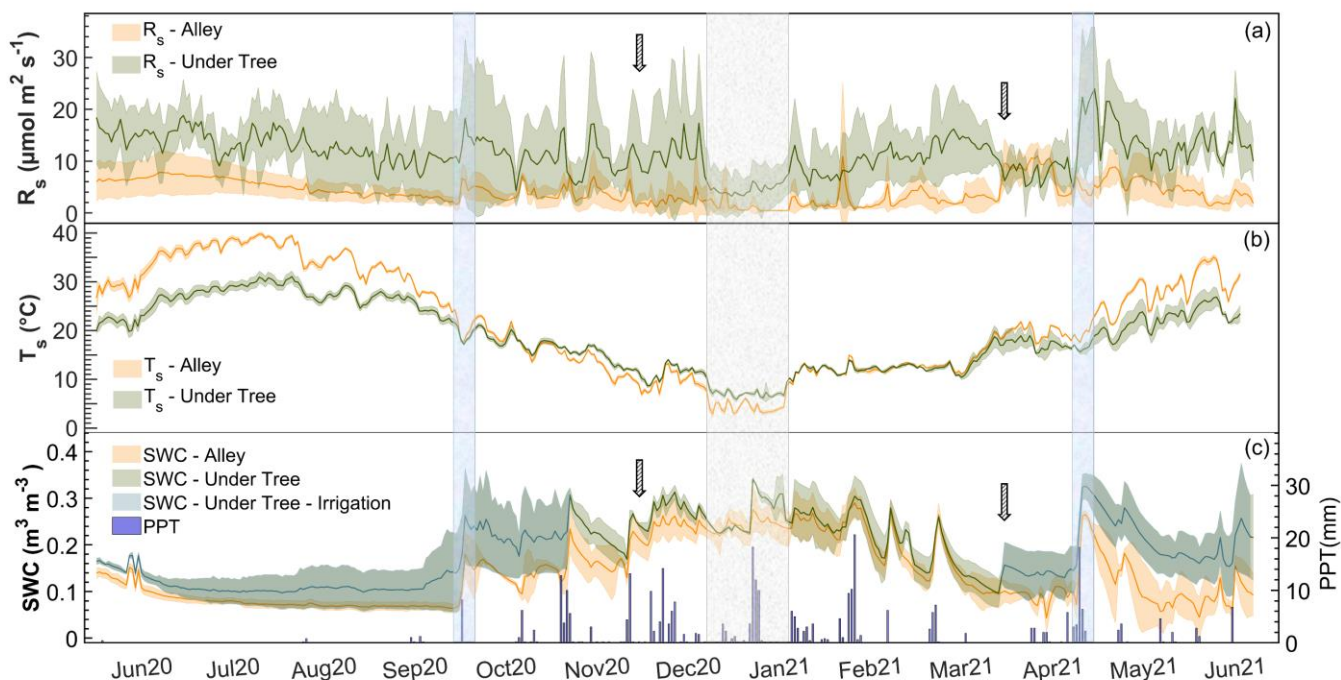 (a)
R_s - Alley
R_s - Under Tree
R_s (µmol m² s⁻¹)
30
20
10
0
(b)
T_s (°C)
40
30
20
10
0
T_s - Alley
T_s - Under Tree
(c)
SWC - Alley
SWC - Under Tree
SWC - Under Tree - Irrigation
PPT
SWC (m³ m⁻³)
0.4
0.3
0.2
0.1
0
PPT(mm)
30
20
10
0
Jun20 Jul20 Aug20 Sep20 Oct20 Nov20 Dec20 Jan21 Feb21 Mar21 Apr21 May21 Jun21